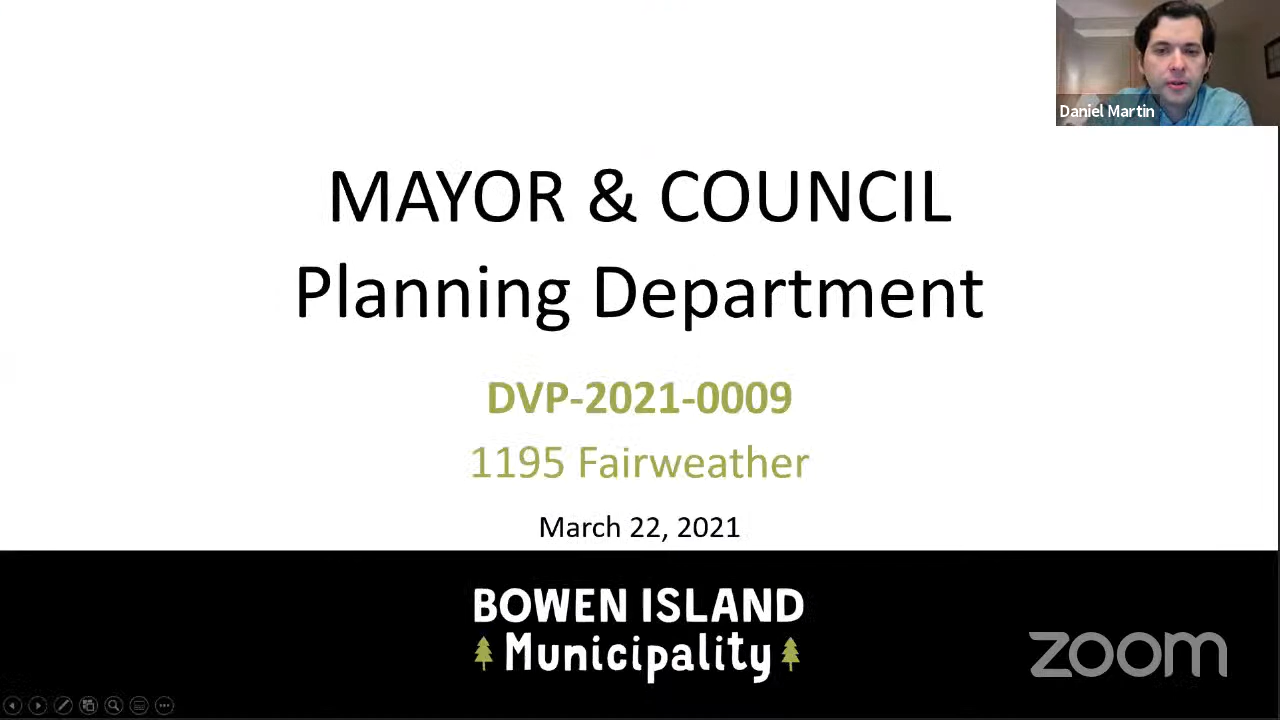 Daniel Martin
MAYOR & COUNCIL
Planning Department
DVP-2021-0009
1195 Fairweather
March 22, 2021
BOWEN ISLAND
Municipality
zoom